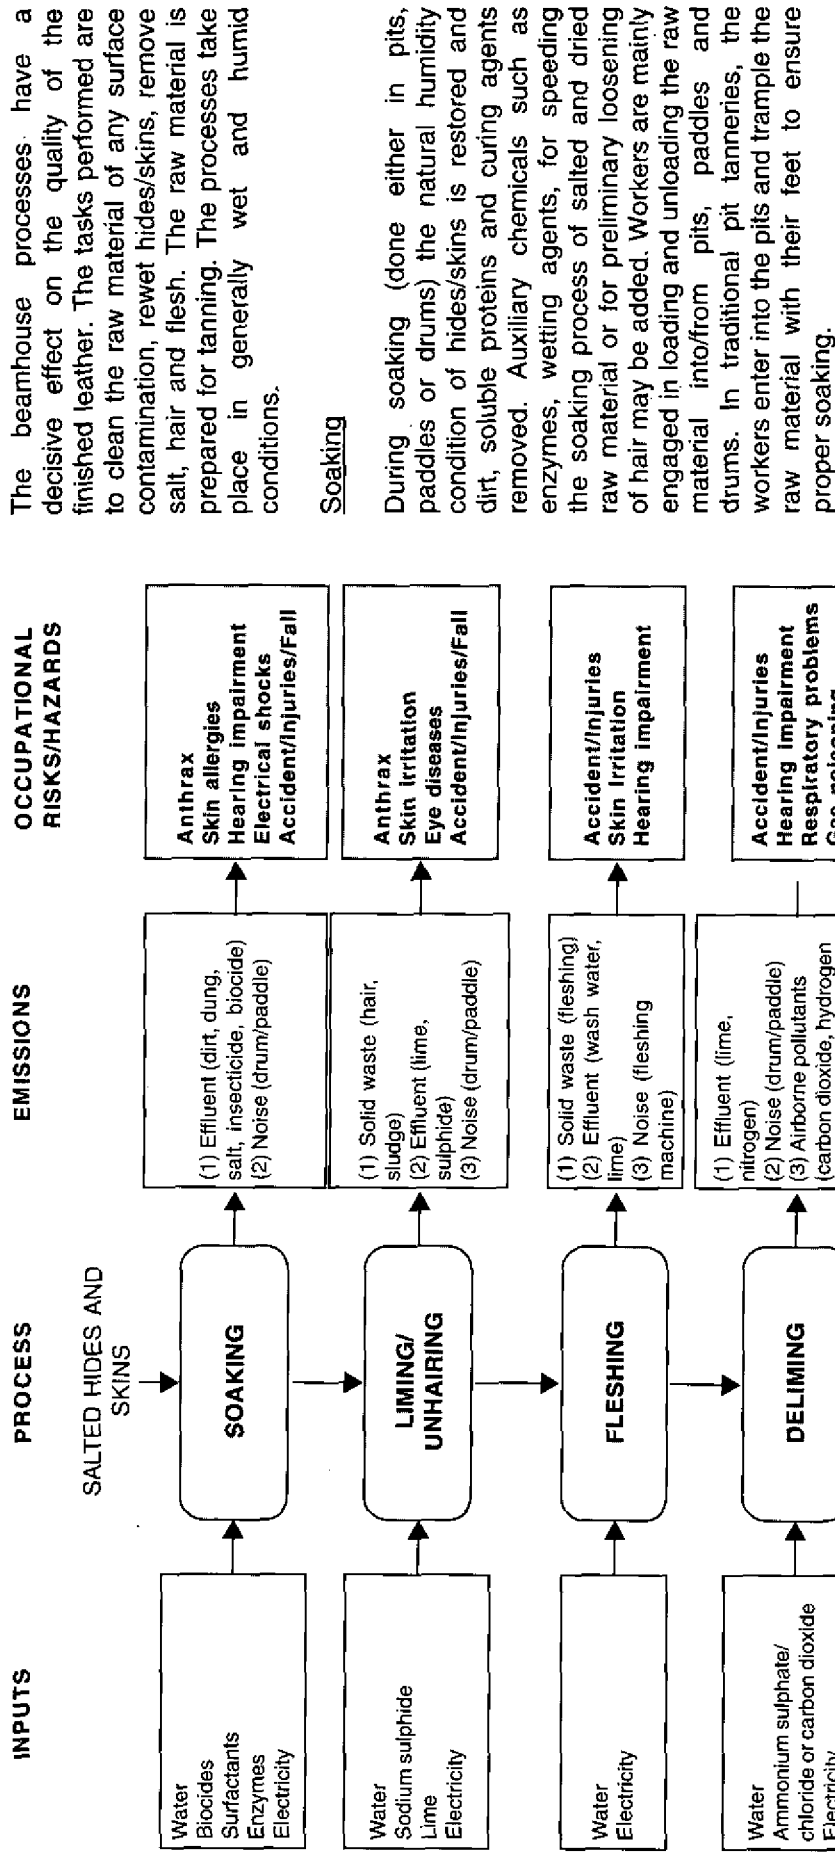 INPUTS
PROCESS
EMISSIONS
OCCUPATIONAL
RISKS/HAZARDS
SALTED HIDES AND
SKINS
Water
Biocides
Surfactants
Enzymes
Electricity
SOAKING
(1) Effluent (dirt, dung,
salt, insecticide, biocide)
(2) Noise (drum/paddle)
Anthrax
Skin allergies
Hearing impairment
Electrical shocks
Accident/Injuries/Fall
Water
Sodium sulphide
Lime
Electricity
LIMING/
UNHAIRING
(1) Solid waste (hair,
sludge)
(2) Effluent (lime,
sulphide)
(3) Noise (drum/paddle)
Anthrax
Skin irritation
Eye diseases
Accident/Injuries/Fall
Water
Electricity
FLESHING
(1) Solid waste (fleshing)
(2) Effluent (wash water,
lime)
(3) Noise (fleshing
machine)
Accident/Injuries
Skin Irritation
Hearing impairment
Water
Ammonium sulphate/
chloride or carbon dioxide
Electricity
DELIMING
(1) Effluent (lime,
nitrogen)
(2) Noise (drum/paddle)
(3) Airborne pollutants
(carbon dioxide, hydrogen
Accident/Injuries
Hearing impairment
Respiratory problems
The beamhouse processes have a
decisive effect on the quality of the
finished leather. The tasks performed are
to clean the raw material of any surface
contamination, rewet hides/skins, remove
salt, hair and flesh. The raw material is
prepared for tanning. The processes take
place in generally wet and humid
conditions.
Soaking
During soaking (done either in pits,
paddles or drums) the natural humidity
condition of hides/skins is restored and
dirt, soluble proteins and curing agents
removed. Auxiliary chemicals such as
enzymes, wetting agents, for speeding
the soaking process of salted and dried
raw material or for preliminary loosening
of hair may be added. Workers are mainly
engaged in loading and unloading the raw
material into/from pits, paddles and
drums. In traditional pit tanneries, the
workers enter into the pits and trample the
raw material with their feet to ensure
proper soaking.